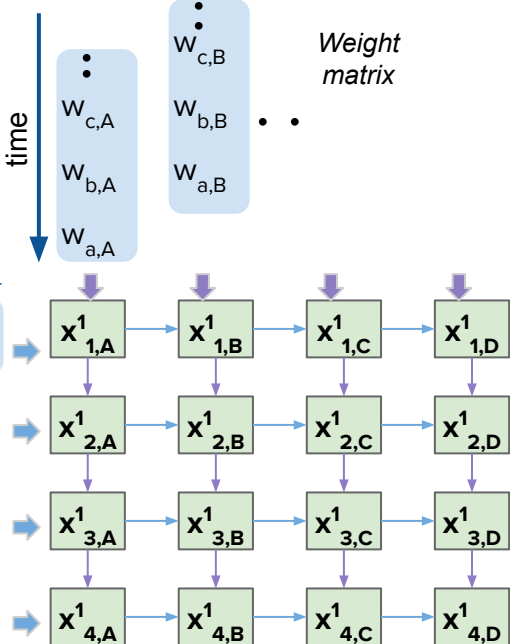 Weight
matrix
time
w_{c,B}
w_{c,A}
w_{b,B}
w_{b,A}
w_{a,B}
w_{a,A}
x^1_{1,A} x^1_{1,B} x^1_{1,C} x^1_{1,D}
x^1_{2,A} x^1_{2,B} x^1_{2,C} x^1_{2,D}
x^1_{3,A} x^1_{3,B} x^1_{3,C} x^1_{3,D}
x^1_{4,A} x^1_{4,B} x^1_{4,C} x^1_{4,D}